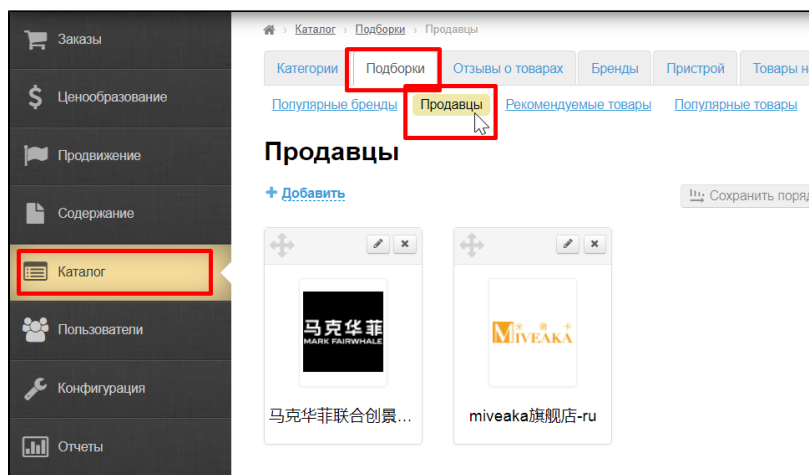 Заказы
Ценообразование
Продвижение
Содержание
Каталог
Пользователи
Конфигурация
Отчеты
Каталог › Подборки › Продавцы
Категории Подборки Отзывы о товарах Бренды Пристрой Товары н
Популярные бренды Продавцы Рекомендуемые товары Популярные товары
Продавцы
+ Добавить
Сохранить поряд
马克华菲
MARK FAIRWHALE
MIVEAKA
马克华菲联合创景...
miveaka旗舰店-ru